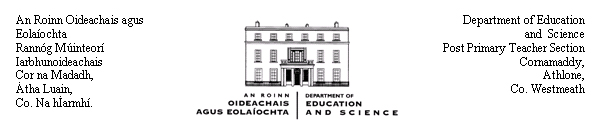 An Roinn Oideachais agus
Eolaíochta
Rannóg Múinteorí
Iarbhunoideachais
Cor na Madadh,
Átha Luain,
Co. Na hÍarmhí.
AN ROINN
OIDEACHAIS
AGUS EOLAÍOCHTA
DEPARTMENT OF
EDUCATION
AND SCIENCE
Department of Education
and Science
Post Primary Teacher Section
Cornamaddy,
Athlone,
Co. Westmeath